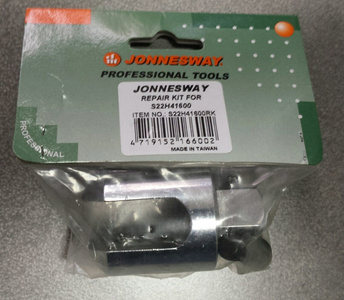 JONNESWAY
PROFESSIONAL TOOLS
JONNESWAY
REPAIR KIT FOR
S22H41600
ITEM NO.: S22H41600RK
4 719152 166002
MADE IN TAIWAN
PROFESSIONAL